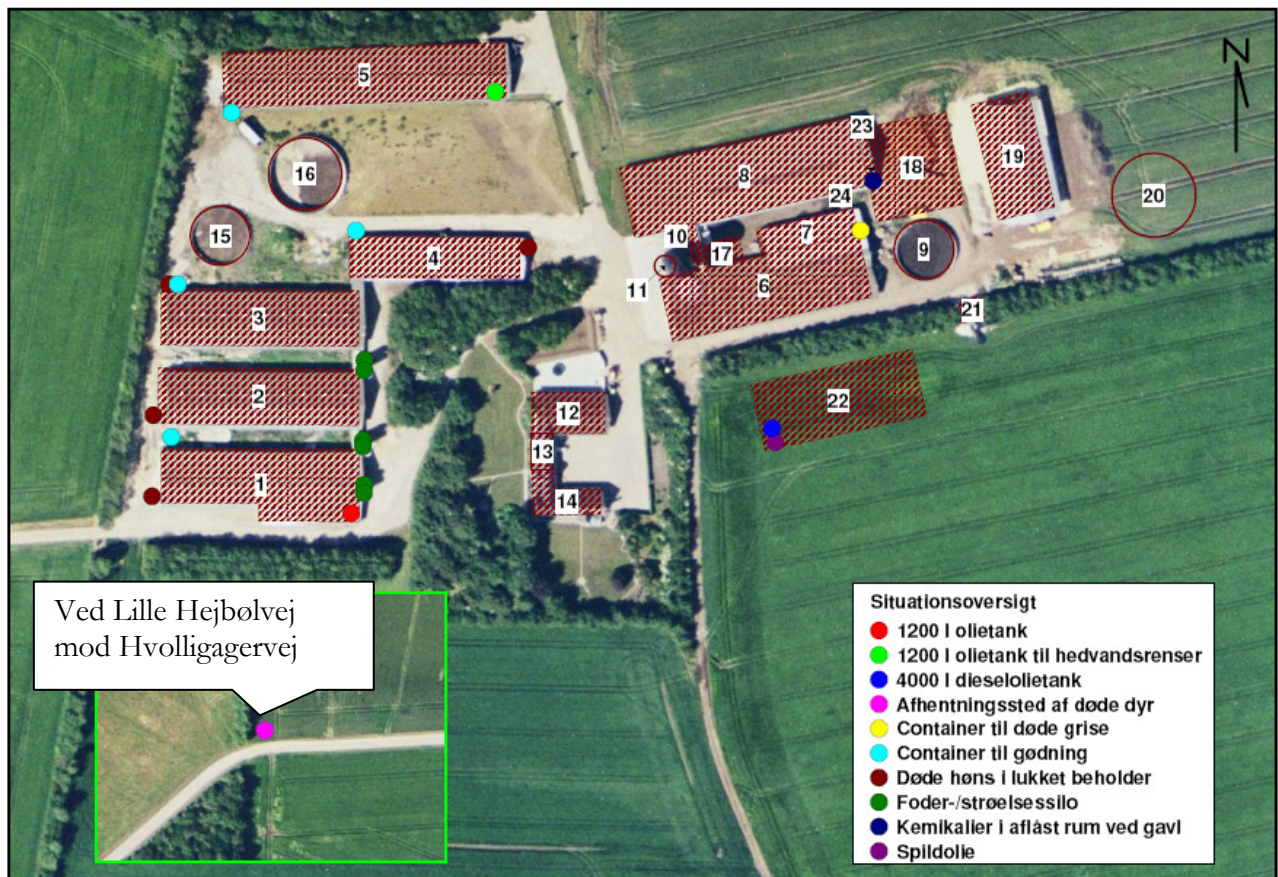 N
5
23
8
18
19
16
24
20
15
10
7
17
9
4
11
6
3
21
2
22
12
13
1
14
Ved Lille Hejbølvej
mod Hvolligagervej
Situationsoversigt
1200 l olietank
1200 l olietank til hedvandsrenser
4000 l dieselolietank
Afhentningssted af døde dyr
Container til døde grise
Container til gødning
Døde høns i lukket beholder
Foder-/strøelsessilo
Kemikalier i aflåst rum ved gavl
Spildolie